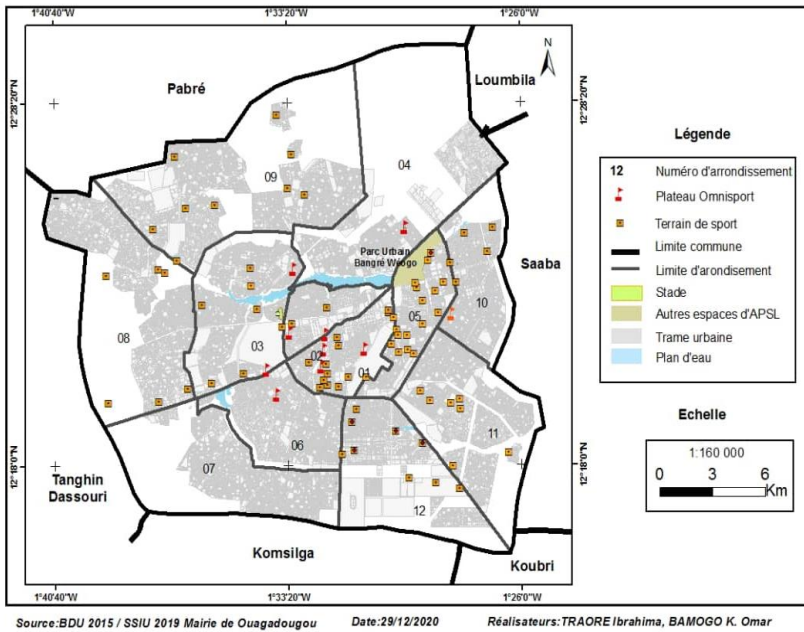 1°40'40"W 1°33'20"W 1°26'0"W
N
Loumbila
Pabré
12°28'20"N 12°28'20"N
04
09
Parc Urbain
Bangré Wéogo
Saaba
10
05
08
03
02
01
11
06
07
12
12°18'0"N 12°18'0"N
Tanghin
Dassouri
Komsilga
Koubri
1°40'40"W 1°33'20"W 1°26'0"W
Légende
12 Numéro d'arrondissement
Plateau Omnisport
Terrain de sport
Limite commune
Limite d'arondisement
Stade
Autres espaces d'APSL
Trame urbaine
Plan d'eau
Echelle
1:160 000
0 3 6
Km
Source:BDU 2015 / SSIU 2019 Mairie de Ouagadougou Date:29/12/2020 Réalisateurs:TRAORE Ibrahima, BAMOGO K. Omar